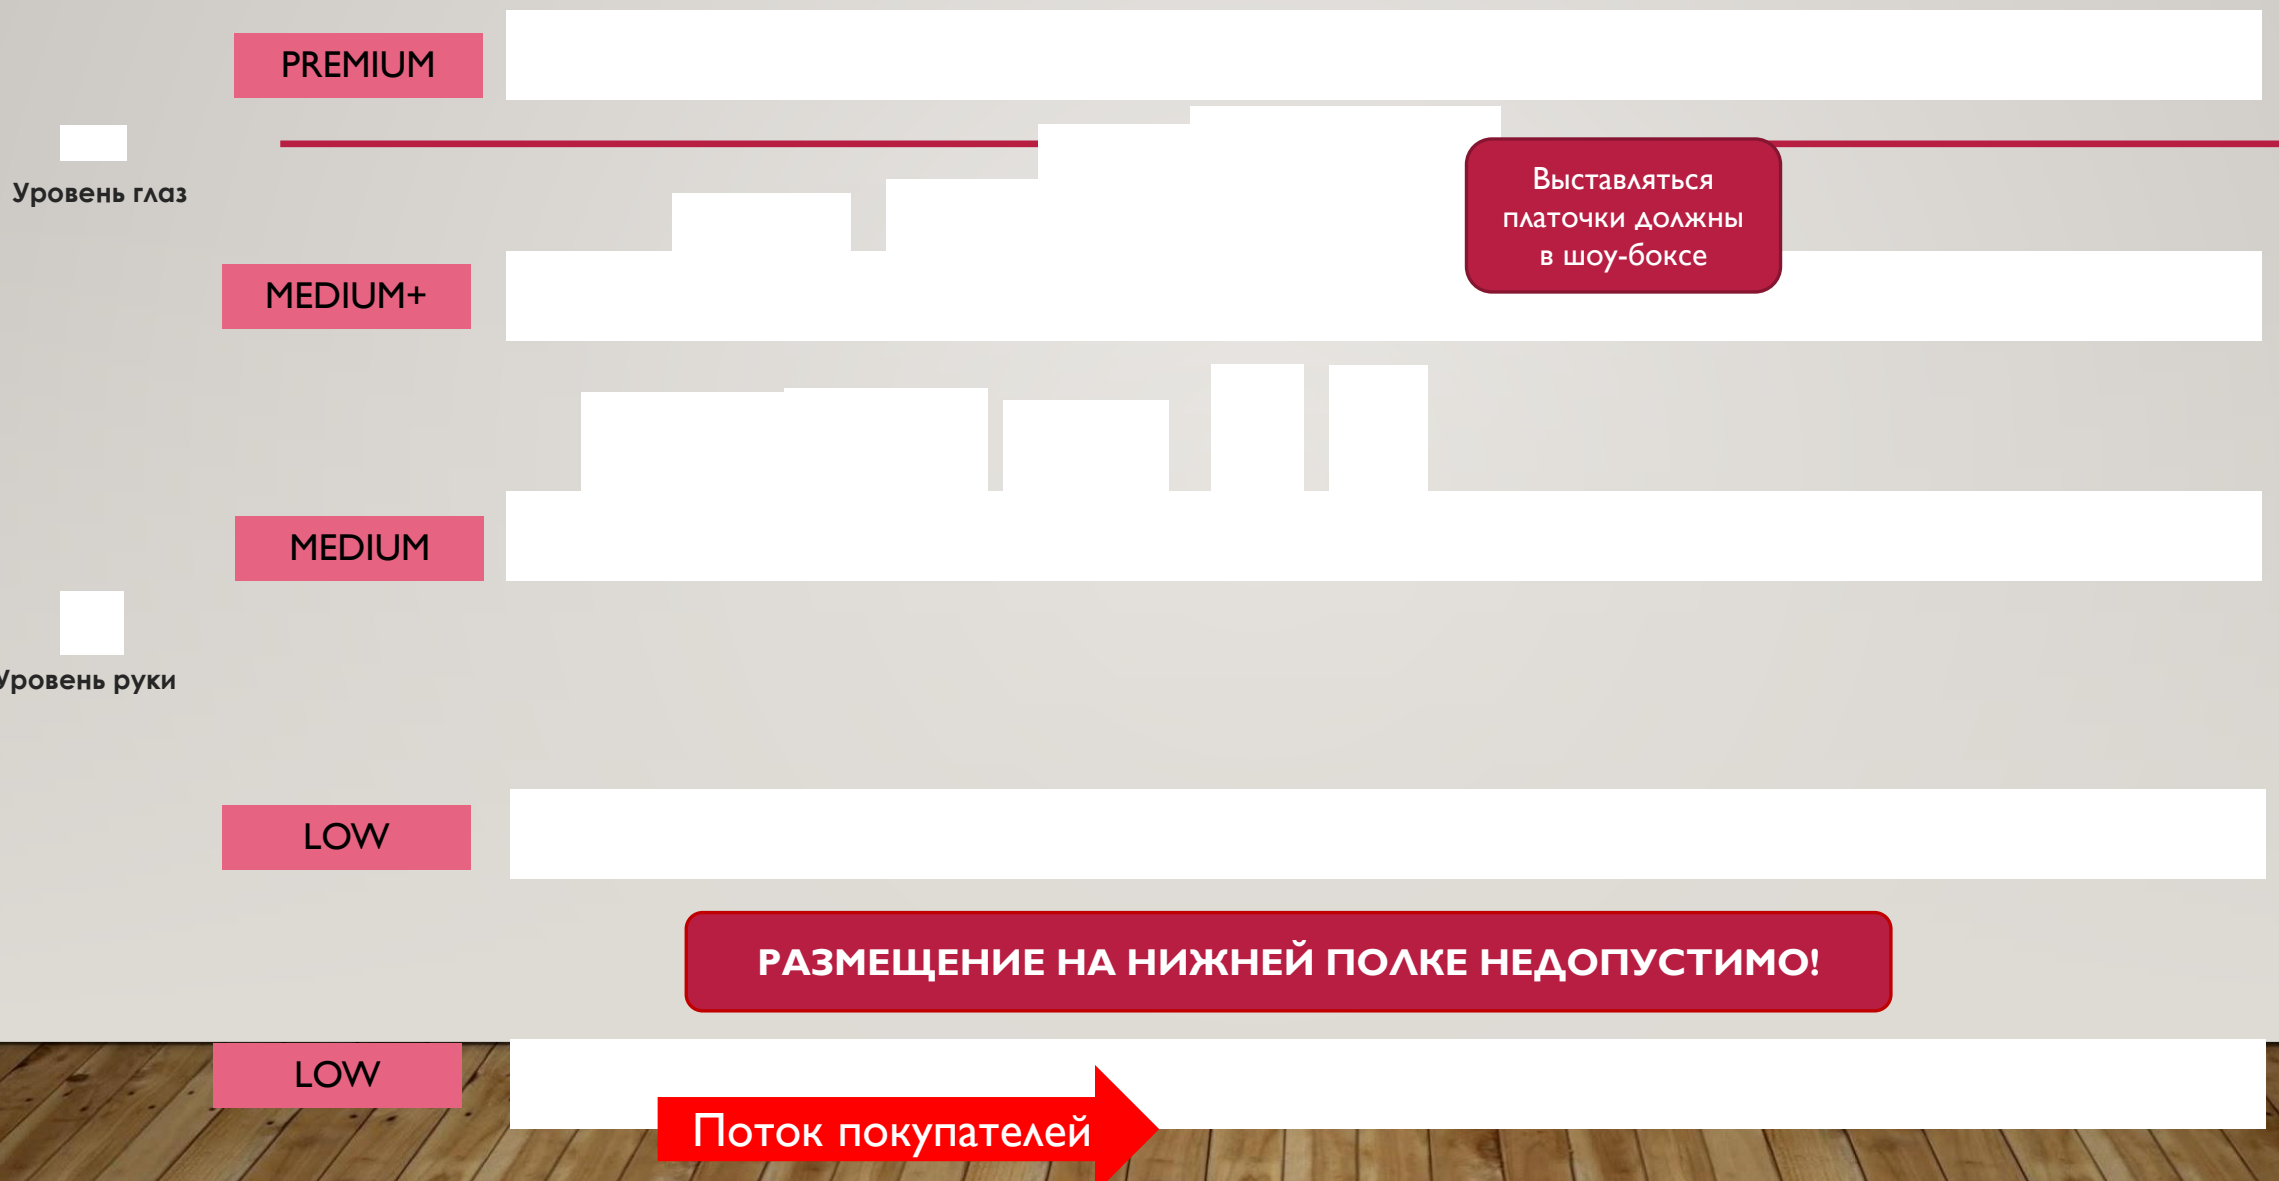 PREMIUM
Уровень глаз
Выставляться
платочки должны
в шоу-боксе
MEDIUM+
MEDIUM
Уровень руки
LOW
РАЗМЕЩЕНИЕ НА НИЖНЕЙ ПОЛКЕ НЕДОПУСТИМО!
LOW
Поток покупателей